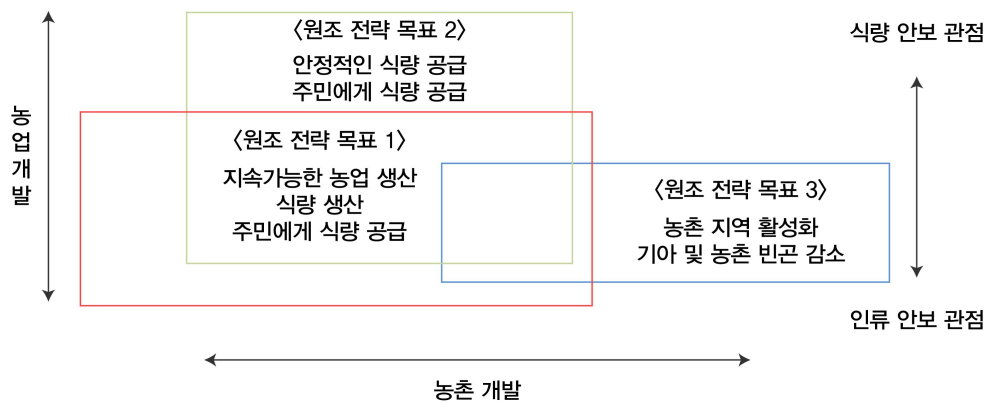 〈원조 전략 목표 2〉
안정적인 식량 공급
주민에게 식량 공급
식량 안보 관점
농업개발
〈원조 전략 목표 1〉
지속가능한 농업 생산
식량 생산
주민에게 식량 공급
〈원조 전략 목표 3〉
농촌 지역 활성화
기아 및 농촌 빈곤 감소
인류 안보 관점
농촌 개발